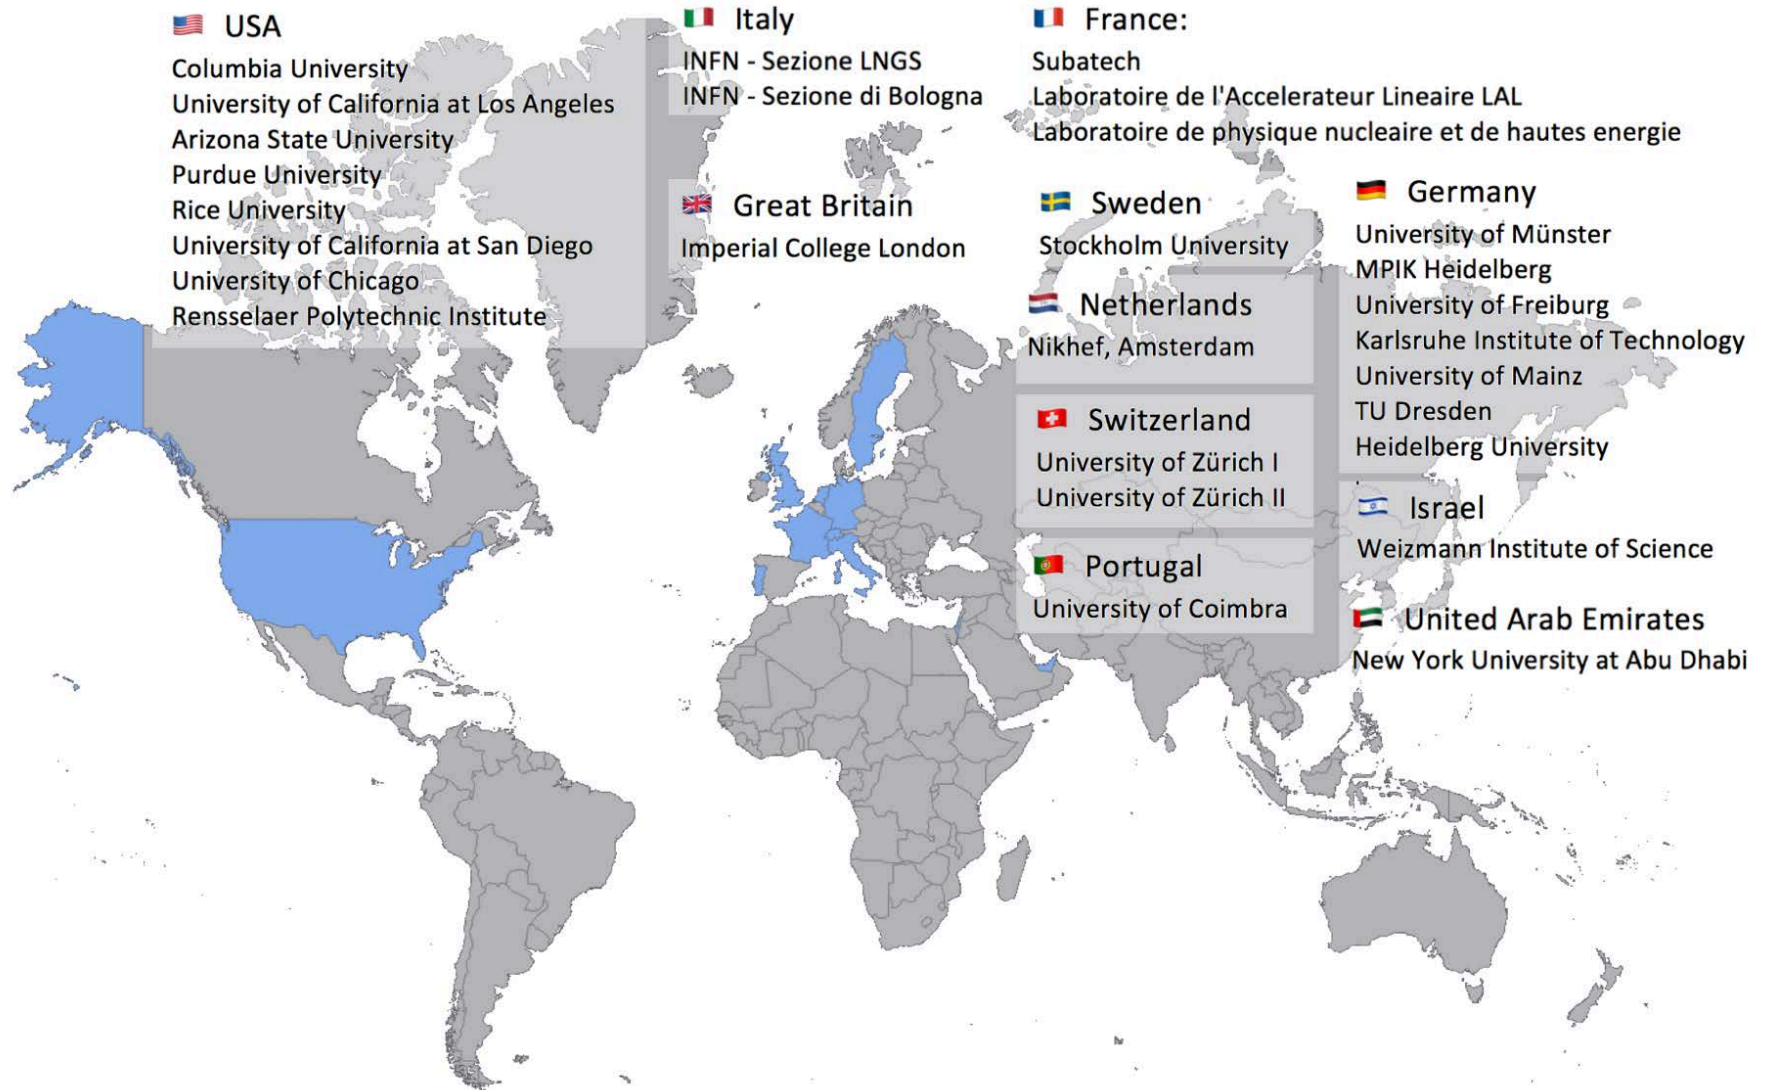 USA
Columbia University
University of California at Los Angeles
Arizona State University
Purdue University
Rice University
University of California at San Diego
University of Chicago
Rensselaer Polytechnic Institute
Italy
INFN - Sezione LNGS
INFN - Sezione di Bologna
Great Britain
Imperial College London
France:
Subatech
Laboratoire de l'Accelerateur Lineaire LAL
Laboratoire de physique nucleaire et de hautes energie
Sweden
Stockholm University
Netherlands
Nikhef, Amsterdam
Switzerland
University of Zürich I
University of Zürich II
Portugal
University of Coimbra
Germany
University of Münster
MPIK Heidelberg
University of Freiburg
Karlsruhe Institute of Technology
University of Mainz
TU Dresden
Heidelberg University
Israel
Weizmann Institute of Science
United Arab Emirates
New York University at Abu Dhabi